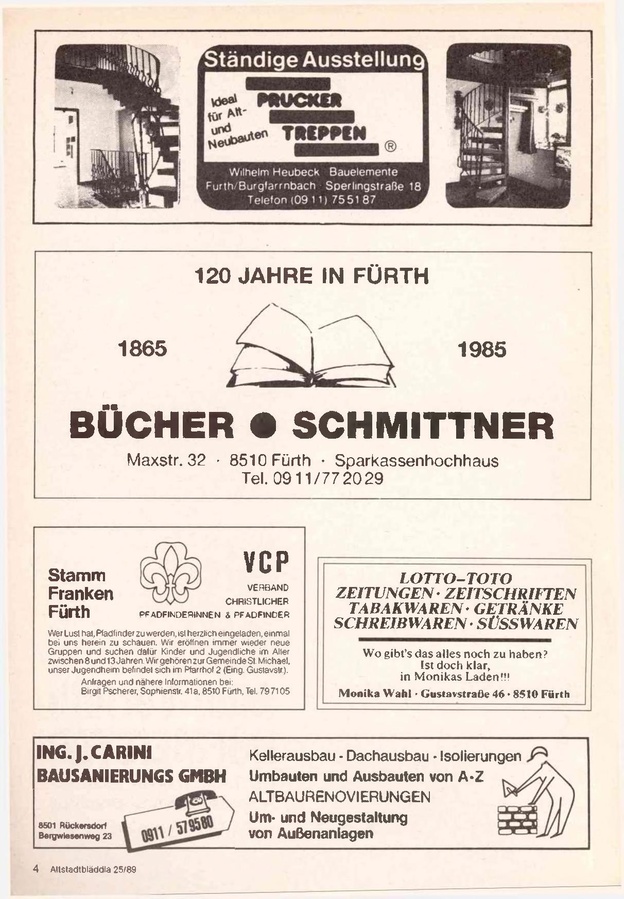 Ständige Ausstellung
Ideal
für Alt-
und
Neubauten
PRUCKER
TREPPEN
®
Wilhelm Heubeck Bauelemente
Furth/Burgfarrnbach Sperlingstraße 18
Telefon (09 11) 75 51 87
120 JAHRE IN FÜRTH
1865
1985
BÜCHER ● SCHMITTNER
Maxstr. 32 · 8510 Fürth · Sparkassenhochhaus
Tel. 09 11/77 20 29
Stamm
Franken
Fürth
VCP
VERBAND
CHRISTLICHER
PFADFINDERINNEN & PFADFINDER
Wer Lust hat, Pfadfinder zu werden, ist herzlich eingeladen, einmal
bei uns herein zu schauen. Wir eröffnen immer wieder neue
Gruppen und suchen dafür Kinder und Jugendliche im Alter
zwischen 8 und 13 Jahren. Wir gehören zur Gemeinde St. Michael,
unser Jugendheim befindet sich im Pfarrhof 2 (Eing. Gustavstr.).
Anfragen und nähere Informationen bei:
Birgit Pscherer, Sophienstr. 41a, 8510 Fürth, Tel. 79 71 05
LOTTO–TOTO
ZEITUNGEN · ZEITSCHRIFTEN
TABAKWAREN · GETRÄNKE
SCHREIBWAREN · SÜSSWAREN
Wo gibt's das alles noch zu haben?
Ist doch klar,
in Monikas Laden!!!
Monika Wahl · Gustavstraße 46 · 8510 Fürth
ING. J. CARINI
BAUSANIERUNGS GMBH
8501 Rückersdorf
Bergwiesenweg 23
0911 / 579580
Kellerausbau - Dachausbau - Isolierungen
Umbauten und Ausbauten von A-Z
ALTBAURENOVIERUNGEN
Um- und Neugestaltung
von Außenanlagen
4 Altstadtbläddla 25/89